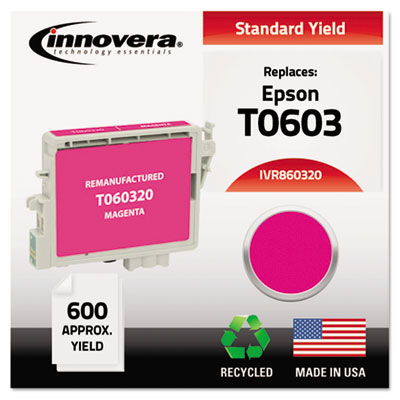 innovera®
technology essentials
Standard Yield
Replaces:
Epson
T0603
IVR860320
REMANUFACTURED
T060320
MAGENTA
600
APPROX.
YIELD
RECYCLED
MADE IN USA